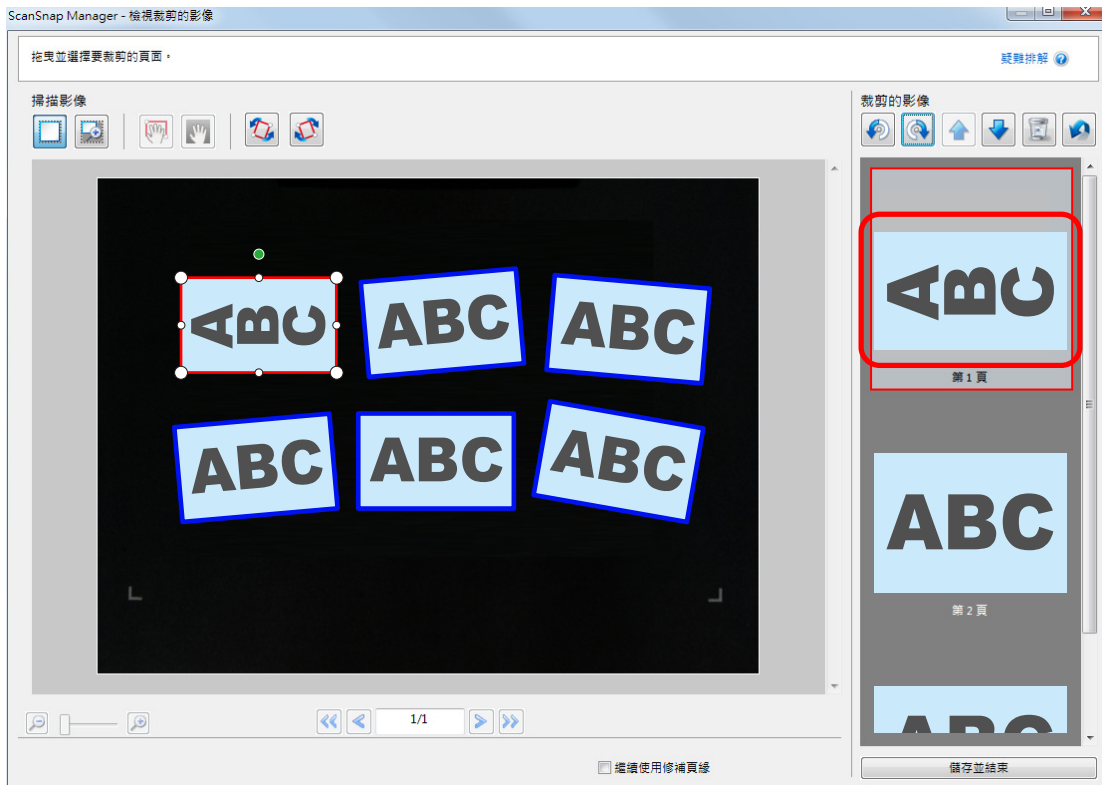 ScanSnap Manager - 檢視裁剪的影像
拖曳並選擇要裁剪的頁面。
疑難排解
掃描影像
裁剪的影像
ABC
ABC
ABC
ABC
ABC
ABC
ABC
第 1 頁
ABC
第 2 頁
ABC
1/1
繼續使用修補頁緣
儲存並結束